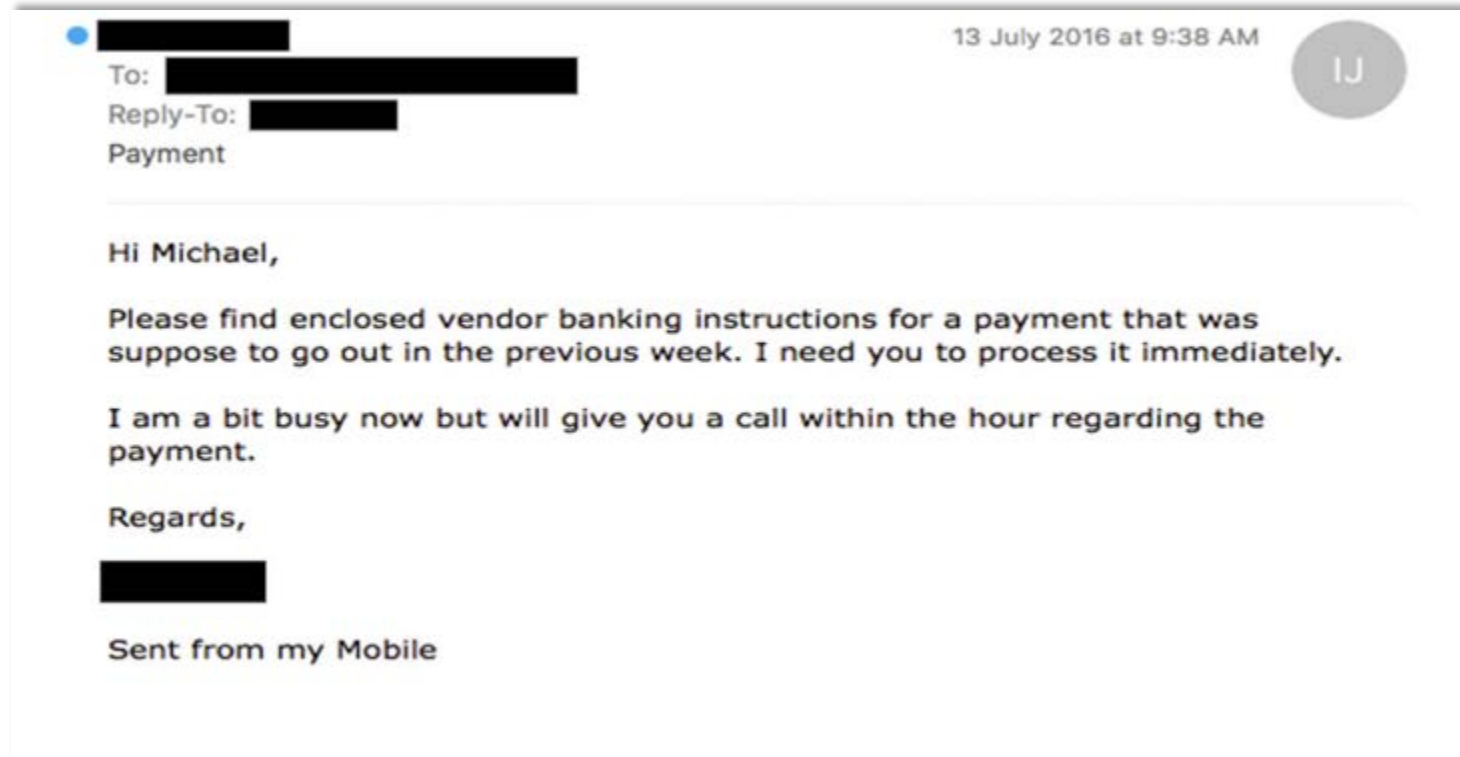 13 July 2016 at 9:38 AM
IJ
To:
Reply-To:
Payment
Hi Michael,
Please find enclosed vendor banking instructions for a payment that was
suppose to go out in the previous week. I need you to process it immediately.
I am a bit busy now but will give you a call within the hour regarding the
payment.
Regards,
Sent from my Mobile